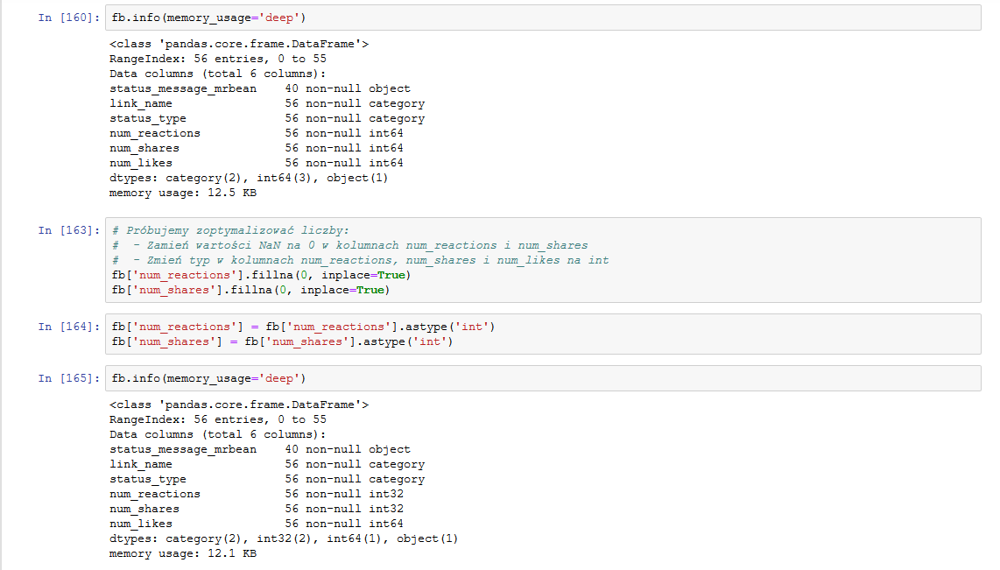 In [160]: fb.info(memory_usage='deep')
<class 'pandas.core.frame.DataFrame'>
RangeIndex: 56 entries, 0 to 55
Data columns (total 6 columns):
status_message_mrbean    40 non-null object
link_name                56 non-null category
status_type              56 non-null category
num_reactions            56 non-null int64
num_shares               56 non-null int64
num_likes                56 non-null int64
dtypes: category(2), int64(3), object(1)
memory usage: 12.5 KB
In [163]: # Próbujemy zoptymalizować liczby:
#  - Zamień wartości NaN na 0 w kolumnach num_reactions i num_shares
#  - Zmień typ w kolumnach num_reactions, num_shares i num_likes na int
fb['num_reactions'].fillna(0, inplace=True)
fb['num_shares'].fillna(0, inplace=True)
In [164]: fb['num_reactions'] = fb['num_reactions'].astype('int')
fb['num_shares'] = fb['num_shares'].astype('int')
In [165]: fb.info(memory_usage='deep')
<class 'pandas.core.frame.DataFrame'>
RangeIndex: 56 entries, 0 to 55
Data columns (total 6 columns):
status_message_mrbean    40 non-null object
link_name                56 non-null category
status_type              56 non-null category
num_reactions            56 non-null int32
num_shares               56 non-null int32
num_likes                56 non-null int64
dtypes: category(2), int32(2), int64(1), object(1)
memory usage: 12.1 KB